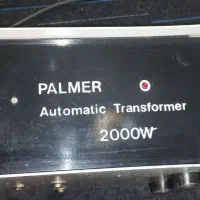 PALMER
Automatic Transformer
2000W